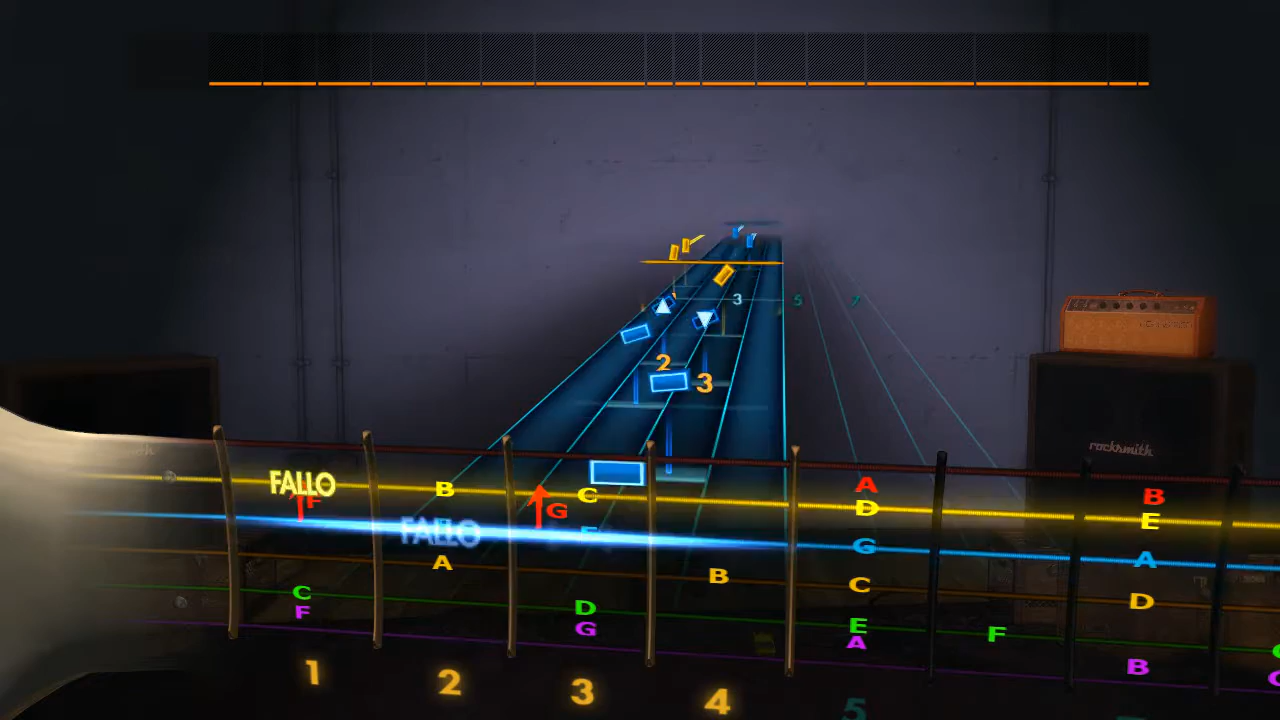 3 5 7
2
3
rocksmith
FALLO B C A B
F G D E
FALLO F G A
A B C D
C D E F
F G A B
1 2 3 4 5